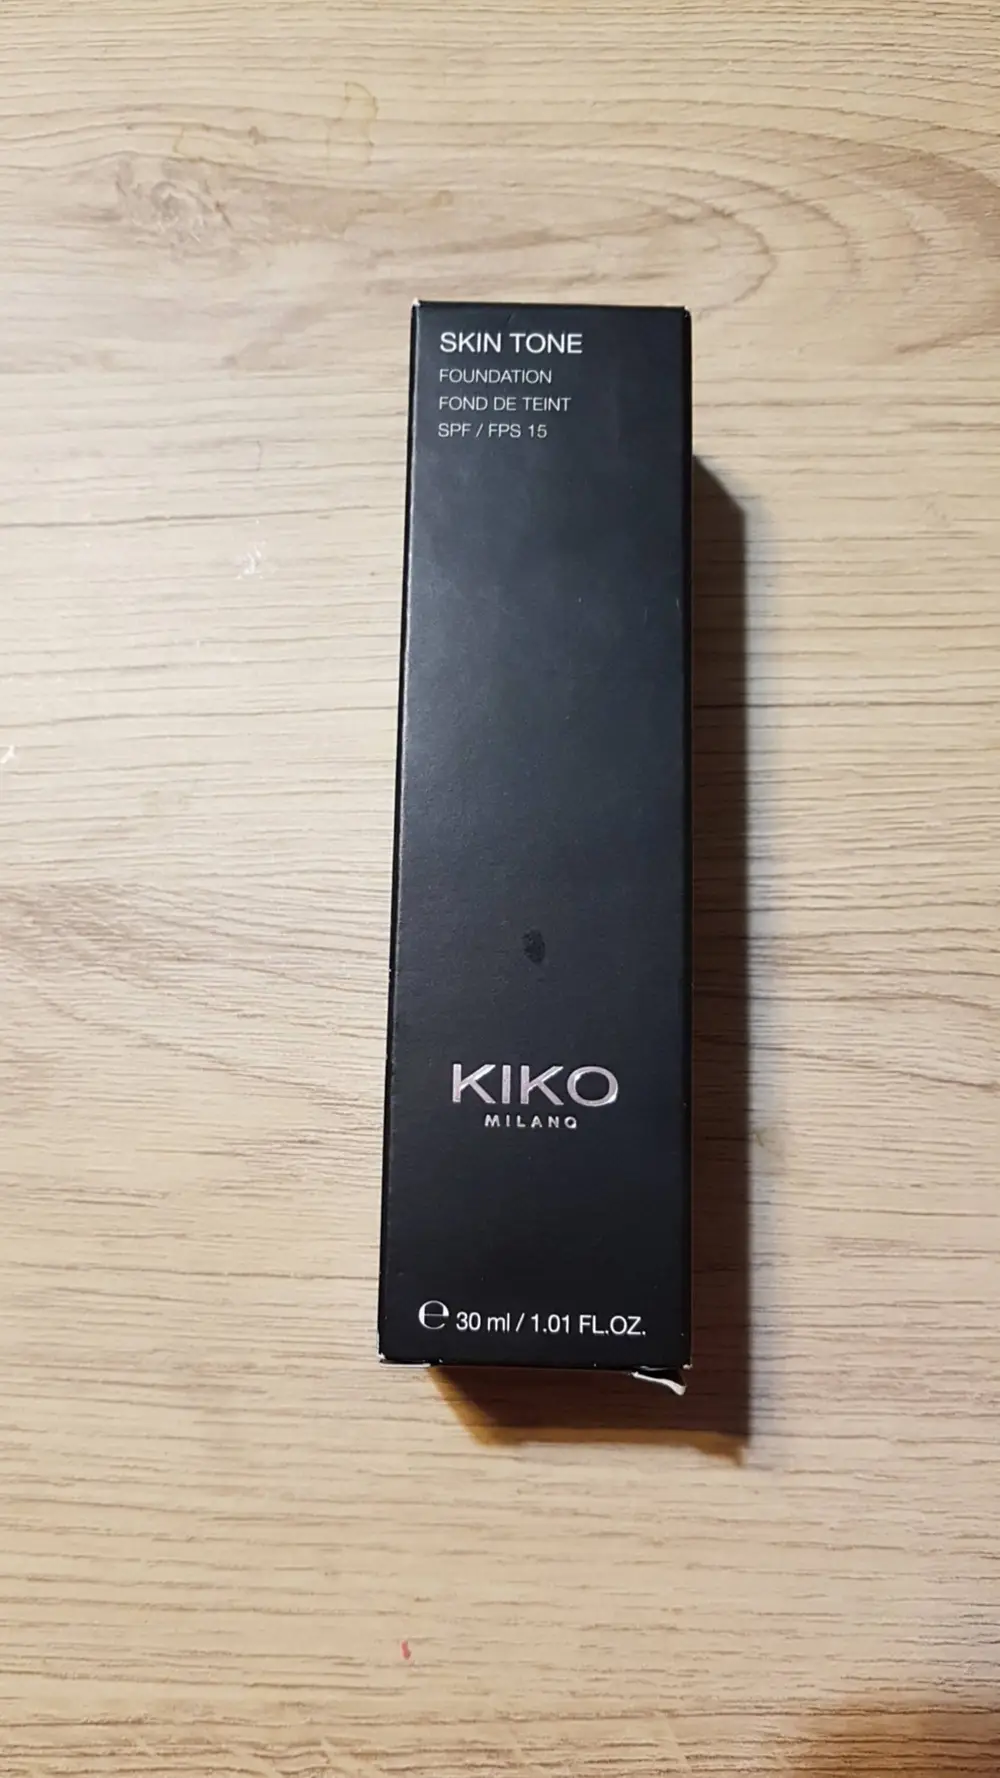 SKIN TONE
FOUNDATION
FOND DE TEINT
SPF / FPS 15
KIKO
MILANO
℮ 30 ml / 1.01 FL.OZ.